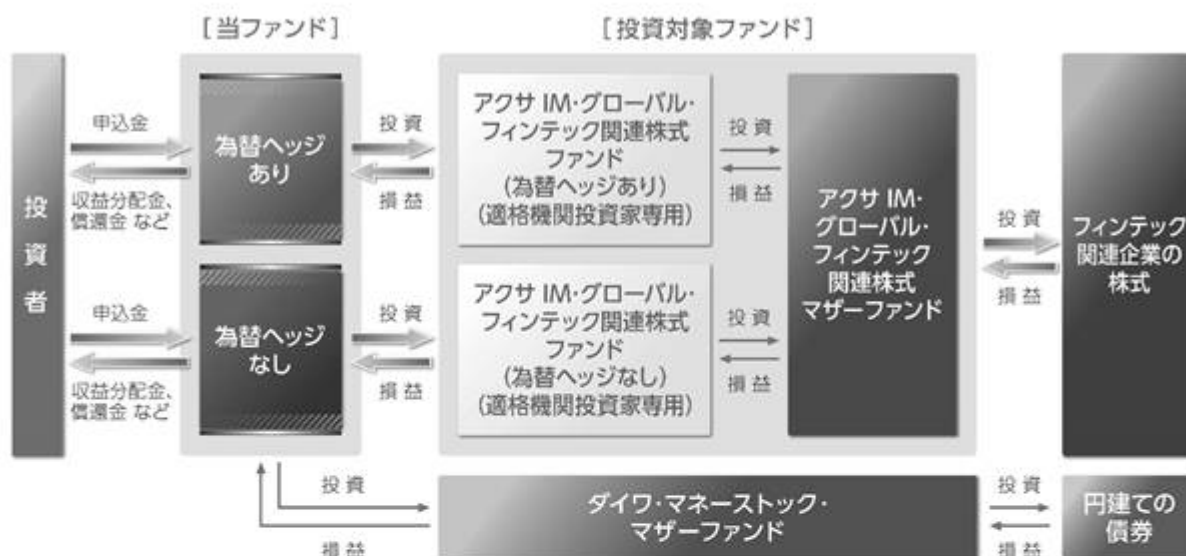 [当ファンド]
[投資対象ファンド]
投資者
申込金
収益分配金、
償還金 など
為替ヘッジ
あり
投 資
損 益
アクサ IM・グローバル・
フィンテック関連株式
ファンド
(為替ヘッジあり)
(適格機関投資家専用)
投 資
損 益
申込金
収益分配金、
償還金 など
為替ヘッジ
なし
投 資
損 益
アクサ IM・グローバル・
フィンテック関連株式
ファンド
(為替ヘッジなし)
(適格機関投資家専用)
投 資
損 益
アクサ IM・
グローバル・
フィンテック
関連株式
マザーファンド
投 資
損 益
フィンテック
関連企業の
株式
投 資
損 益
ダイワ・マネーストック・
マザーファンド
投 資
損 益
円建ての
債券